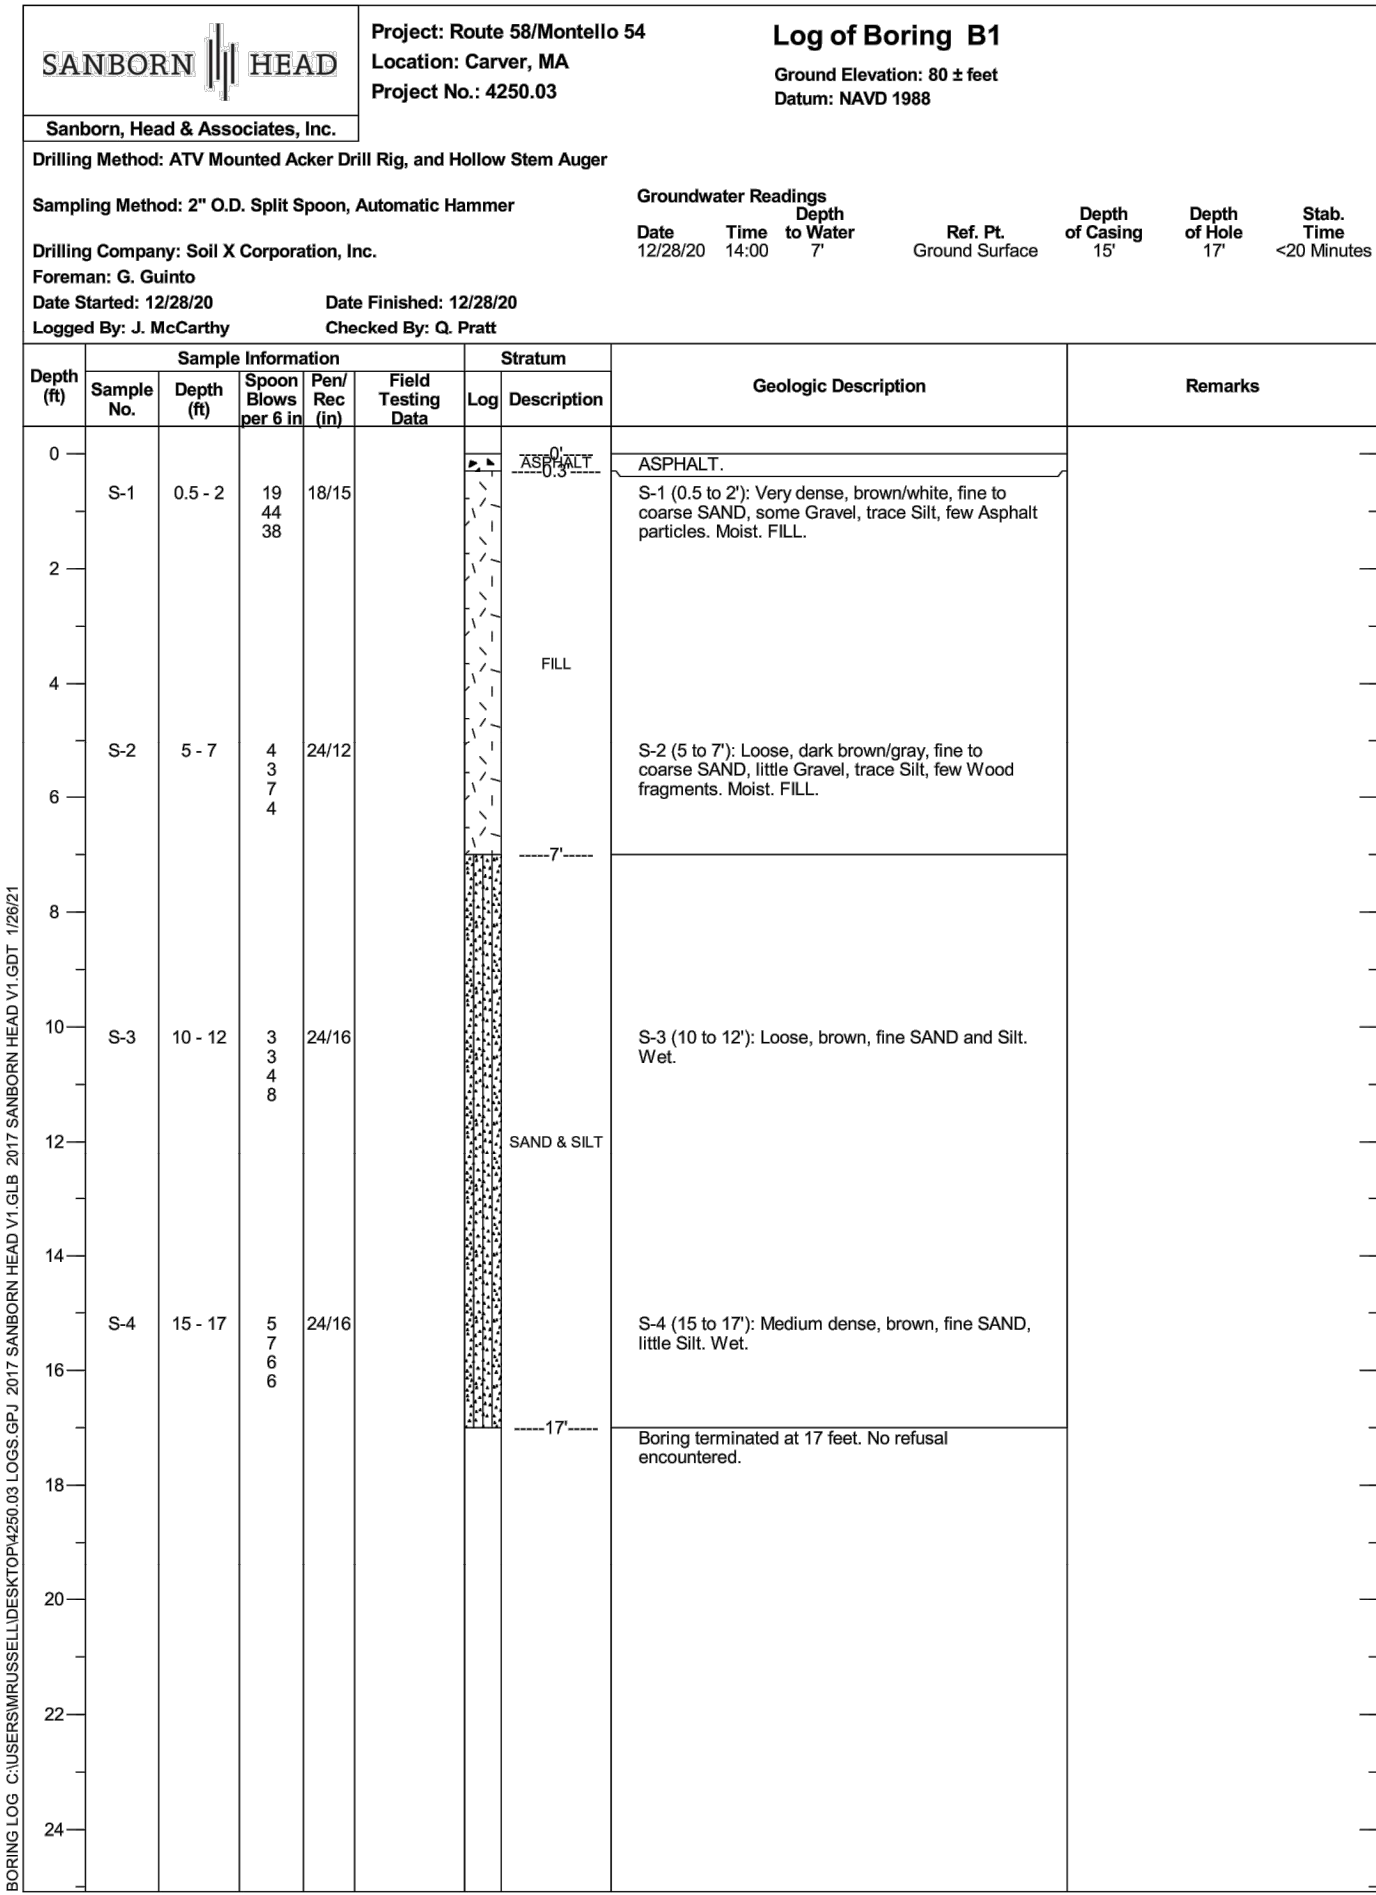 SANBORN HEAD
Sanborn, Head & Associates, Inc.
Project: Route 58/Montello 54
Location: Carver, MA
Project No.: 4250.03
Log of Boring B1
Ground Elevation: 80 ± feet
Datum: NAVD 1988
Drilling Method: ATV Mounted Acker Drill Rig, and Hollow Stem Auger
Sampling Method: 2" O.D. Split Spoon, Automatic Hammer
Drilling Company: Soil X Corporation, Inc.
Foreman: G. Guinto
Date Started: 12/28/20 Date Finished: 12/28/20
Logged By: J. McCarthy Checked By: Q. Pratt
Groundwater Readings
Depth Depth Depth Stab.
Date Time to Water Ref. Pt. of Casing of Hole Time
12/28/20 14:00 7' Ground Surface 15' 17' <20 Minutes
Depth
(ft)
Sample Information
Sample
No.
Depth
(ft)
Spoon
Blows
per 6 in
Pen/
Rec
(in)
Field
Testing
Data
Stratum
Log Description
Geologic Description
Remarks
0
-----0'-----
ASPHALT
-----0.3'-----
ASPHALT.
S-1 0.5 - 2 19 18/15 S-1 (0.5 to 2'): Very dense, brown/white, fine to
44 coarse SAND, some Gravel, trace Silt, few Asphalt
38 particles. Moist. FILL.
2
FILL
4
S-2 5 - 7 4 24/12 S-2 (5 to 7'): Loose, dark brown/gray, fine to
3 coarse SAND, little Gravel, trace Silt, few Wood
7 fragments. Moist. FILL.
6
4
-----7'-----
8
10
S-3 10 - 12 3 24/16 S-3 (10 to 12'): Loose, brown, fine SAND and Silt.
3 Wet.
4
8
12 SAND & SILT
14
S-4 15 - 17 5 24/16 S-4 (15 to 17'): Medium dense, brown, fine SAND,
7 little Silt. Wet.
6
16
6
-----17'-----
Boring terminated at 17 feet. No refusal
encountered.
18
20
22
24
BORING LOG C:\USERS\MRUSSELL\DESKTOP\4250.03 LOGS.GPJ 2017 SANBORN HEAD V1.GLB 2017 SANBORN HEAD V1.GDT 1/26/21